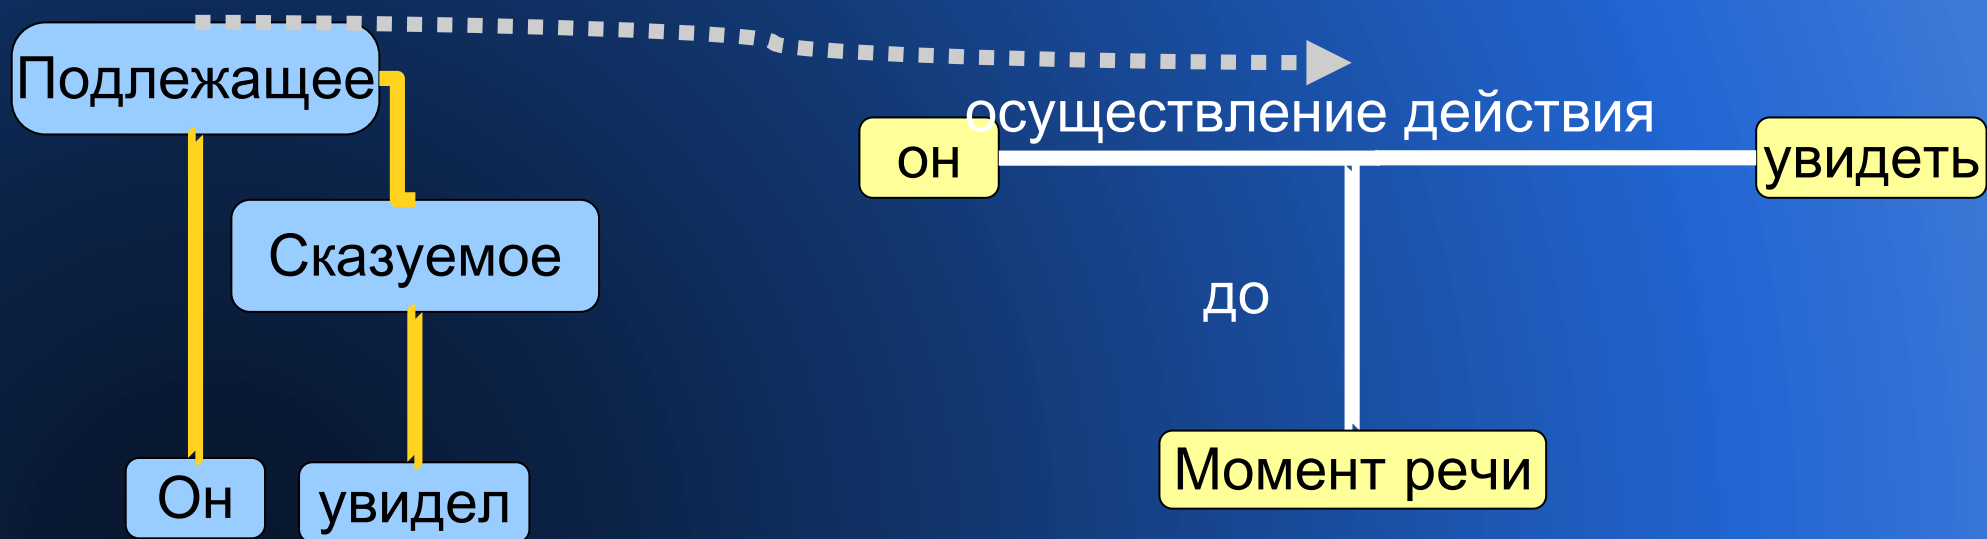 Подлежащее
осуществление действия
он
увидеть
Сказуемое
до
Момент речи
Он
увидел